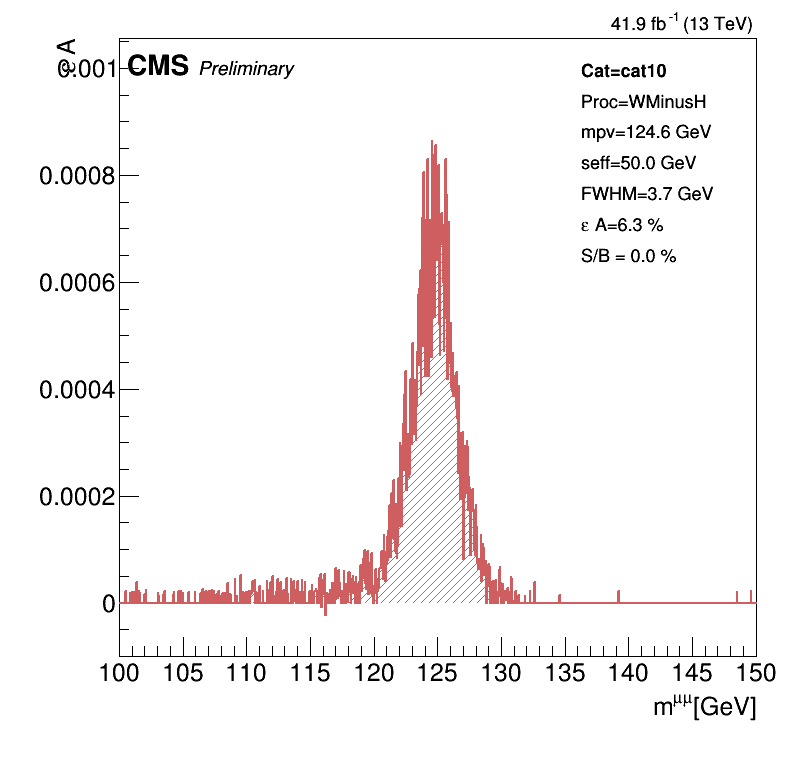 41.9 fb⁻¹ (13 TeV)
ε A
CMS Preliminary
Cat=cat10
Proc=WMinusH
mpv=124.6 GeV
seff=50.0 GeV
FWHM=3.7 GeV
ε A=6.3 %
S/B = 0.0 %
0.001
0.0008
0.0006
0.0004
0.0002
0
100 105 110 115 120 125 130 135 140 145 150
m^μμ[GeV]